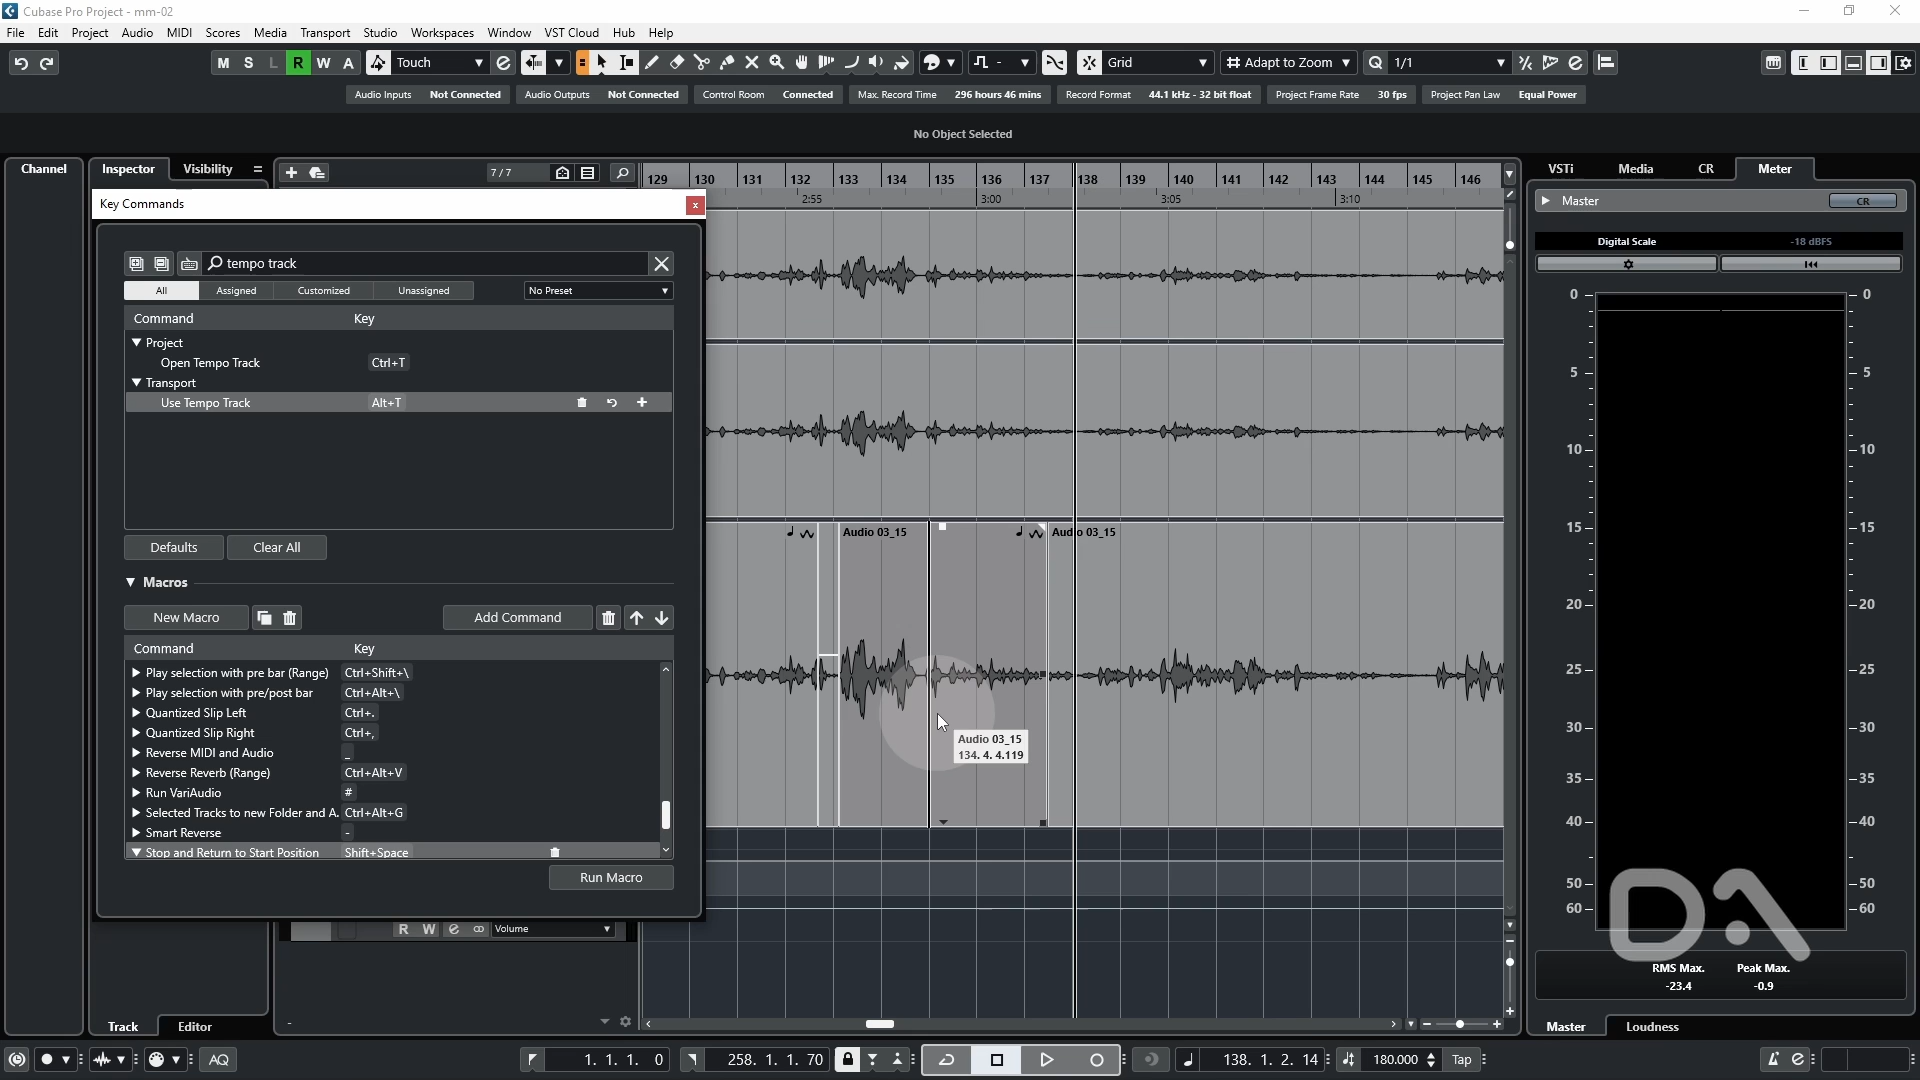 Cubase Pro Project - mm-02
File Edit Project Audio MIDI Scores Media Transport Studio Workspaces Window VST Cloud Hub Help
M S L R W A Touch Grid Adapt to Zoom Q 1/1
Audio Inputs Not Connected Audio Outputs Not Connected Control Room Connected Max. Record Time 296 hours 46 mins Record Format 44.1 kHz - 32 bit float Project Frame Rate 30 fps Project Pan Law Equal Power
No Object Selected
Channel Inspector Visibility 7 / 7 129 130 131 132 133 134 135 136 137 138 139 140 141 142 143 144 145 146 VSTi Media CR Meter
2:55 3:00 3:05 3:10
Master CR
Key Commands
Digital Scale -18 dBFS
tempo track
All Assigned Customized Unassigned No Preset
Command Key
Project
Open Tempo Track Ctrl+T
Transport
Use Tempo Track Alt+T
Defaults Clear All
Macros
New Macro Add Command
Command Key
Play selection with pre bar (Range) Ctrl+Shift+\
Play selection with pre/post bar Ctrl+Alt+\
Quantized Slip Left Ctrl+.
Quantized Slip Right Ctrl+,
Reverse MIDI and Audio _
Reverse Reverb (Range) Ctrl+Alt+V
Run VariAudio #
Selected Tracks to new Folder and A. Ctrl+Alt+G
Smart Reverse -
Stop and Return to Start Position Shift+Space
Run Macro
Audio 03_15 Audio 03_15
Audio 03_15
134. 4. 4.119
0 0
5 5
10 10
15 15
20 20
25 25
30 30
35 35
40 40
50 50
60 60
DA
RMS Max. Peak Max.
-23.4 -0.9
R W e Volume
Track Editor
Master Loudness
AQ 1. 1. 1. 0 258. 1. 1. 70 138. 1. 2. 14 180.000 Tap